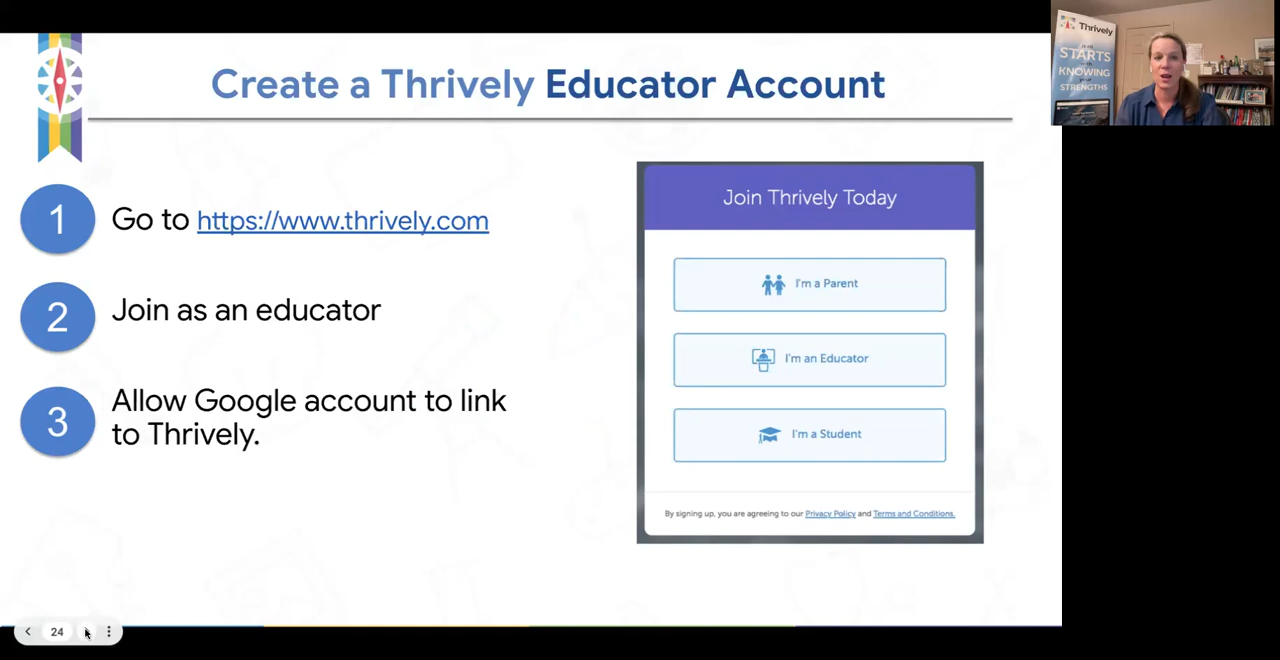 Create a Thrively Educator Account
1
Go to https://www.thrively.com
2
Join as an educator
3
Allow Google account to link
to Thrively.
Join Thrively Today
I'm a Parent
I'm an Educator
I'm a Student
By signing up, you are agreeing to our Privacy Policy and Terms and Conditions.
24
Thrively
STARTS
KNOWING
STRENGTHS